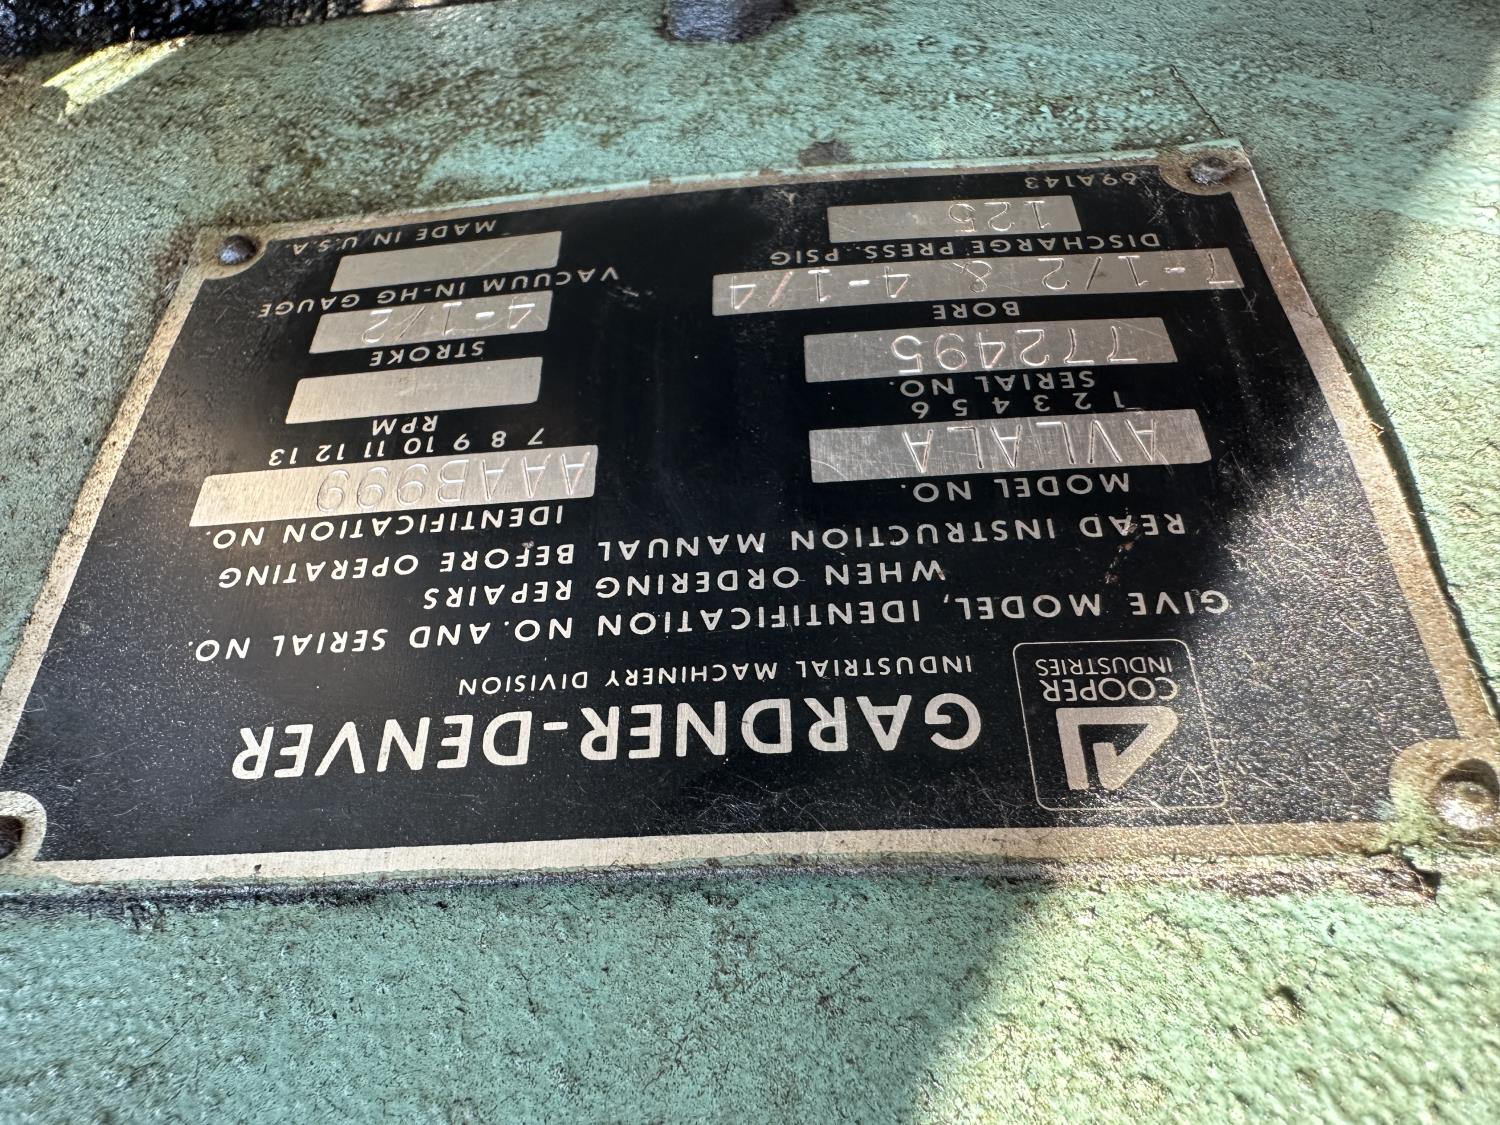 COOPER
INDUSTRIES
GARDNER-DENVER
INDUSTRIAL MACHINERY DIVISION
GIVE MODEL, IDENTIFICATION NO. AND SERIAL NO.
WHEN ORDERING REPAIRS
READ INSTRUCTION MANUAL BEFORE OPERATING
MODEL NO.
AVLALA
1 2 3 4 5 6
IDENTIFICATION NO.
AAAB999
7 8 9 10 11 12 13
SERIAL NO.
772495
RPM
BORE
7-1/2 & 4-1/4
STROKE
4-1/2
DISCHARGE PRESS. PSIG
125
VACUUM IN-HG GAUGE
69A143
MADE IN U.S.A.